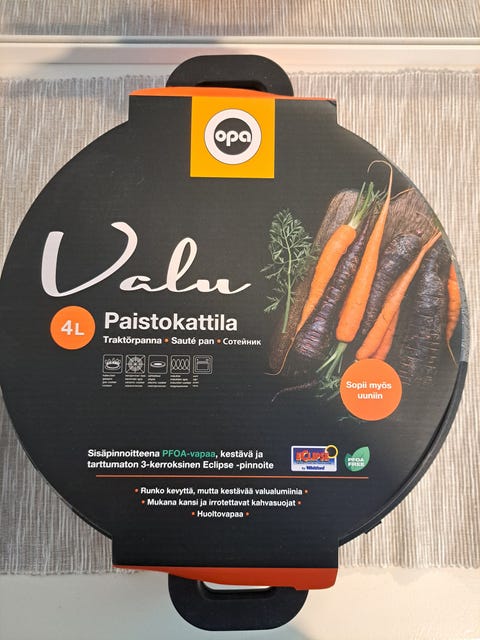 opa
Valu
4 L
Paistokattila
Traktörpanna • Sauté pan • Сотейник
Sopii myös
uuniin
Sisäpinnoitteena PFOA-vapaa, kestävä ja
tarttumaton 3-kerroksinen Eclipse -pinnoite
ECLIPSE
by Whitford
PFOA
FREE
• Runko kevyttä, mutta kestävää valualumiinia •
• Mukana kansi ja irrotettavat kahvasuojat •
• Huoltovapaa •